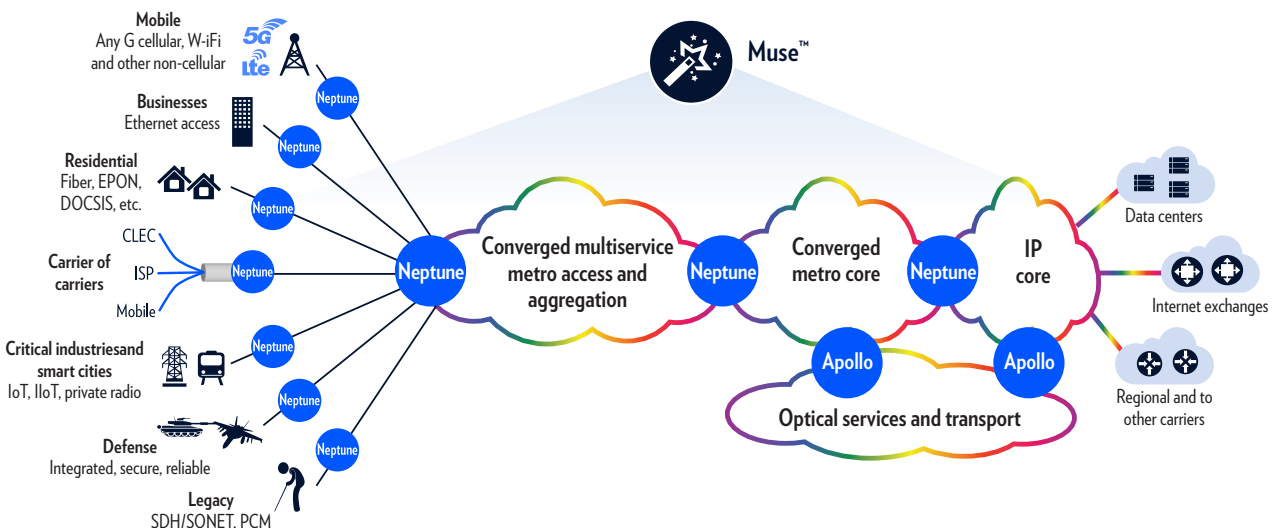 Mobile
Any G cellular, W-iFi
and other non-cellular
5G
Lte
Neptune
Muse™
Businesses
Ethernet access
Neptune
Residential
Fiber, EPON,
DOCSIS, etc.
Neptune
CLEC
Carrier of
carriers
ISP
Mobile
Neptune
Critical industriesand
smart cities
IoT, IIoT, private radio
Neptune
Defense
Integrated, secure, reliable
Neptune
Legacy
SDH/SONET, PCM
Neptune
Neptune
Converged multiservice
metro access and
aggregation
Neptune
Converged
metro core
Neptune
IP
core
Apollo
Apollo
Optical services and transport
Data centers
Internet exchanges
Regional and to
other carriers